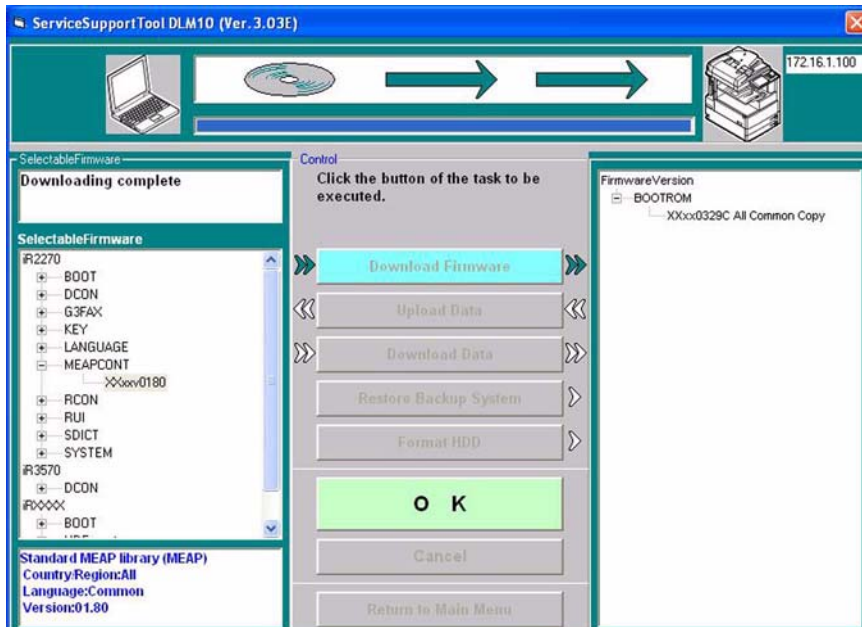 ServiceSupportTool DLM10 (Ver.3.03E)
172.16.1.100
SelectableFirmware
Downloading complete
SelectableFirmware
iR2270
BOOT
DCON
G3FAX
KEY
LANGUAGE
MEAPCONT
XXxxv0180
RCON
RUI
SDICT
SYSTEM
iR3570
DCON
iRXXXX
BOOT
Standard MEAP library (MEAP)
Country:Region:All
Language:Common
Version:01.80
Control
Click the button of the task to be
executed.
Download Firmware
Upload Data
Download Data
Restore Backup System
Format HDD
O K
Cancel
Return to Main Menu
FirmwareVersion
BOOTROM
XXxx0329C All Common Copy